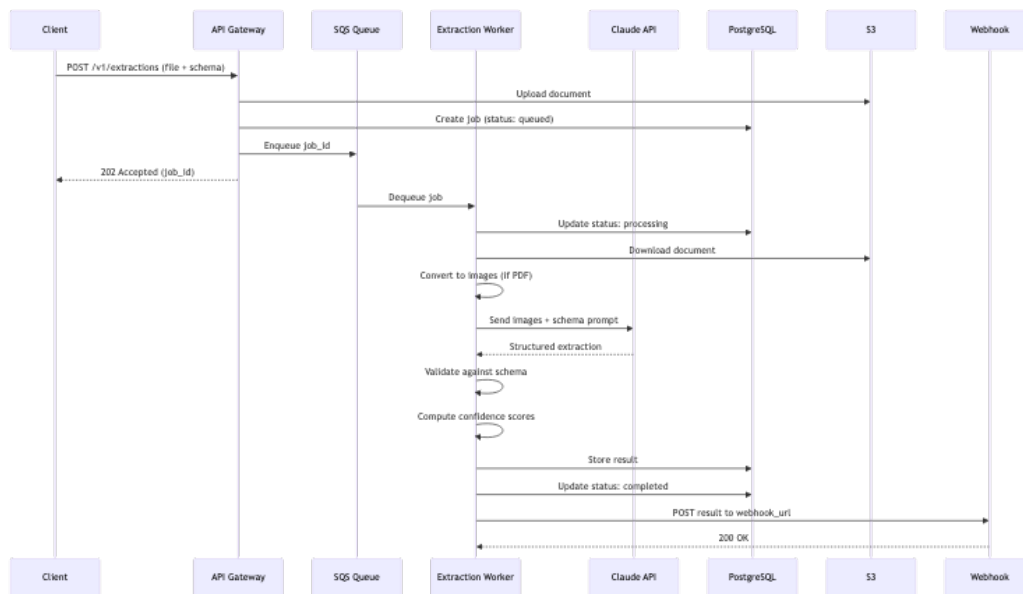 Client
API Gateway
SQS Queue
Extraction Worker
Claude API
PostgreSQL
S3
Webhook
POST /v1/extractions (file + schema)
Upload document
Create job (status: queued)
Enqueue job_id
202 Accepted (job_id)
Dequeue job
Update status: processing
Download document
Convert to images (if PDF)
Send images + schema prompt
Structured extraction
Validate against schema
Compute confidence scores
Store result
Update status: completed
POST result to webhook_url
200 OK
Client
API Gateway
SQS Queue
Extraction Worker
Claude API
PostgreSQL
S3
Webhook